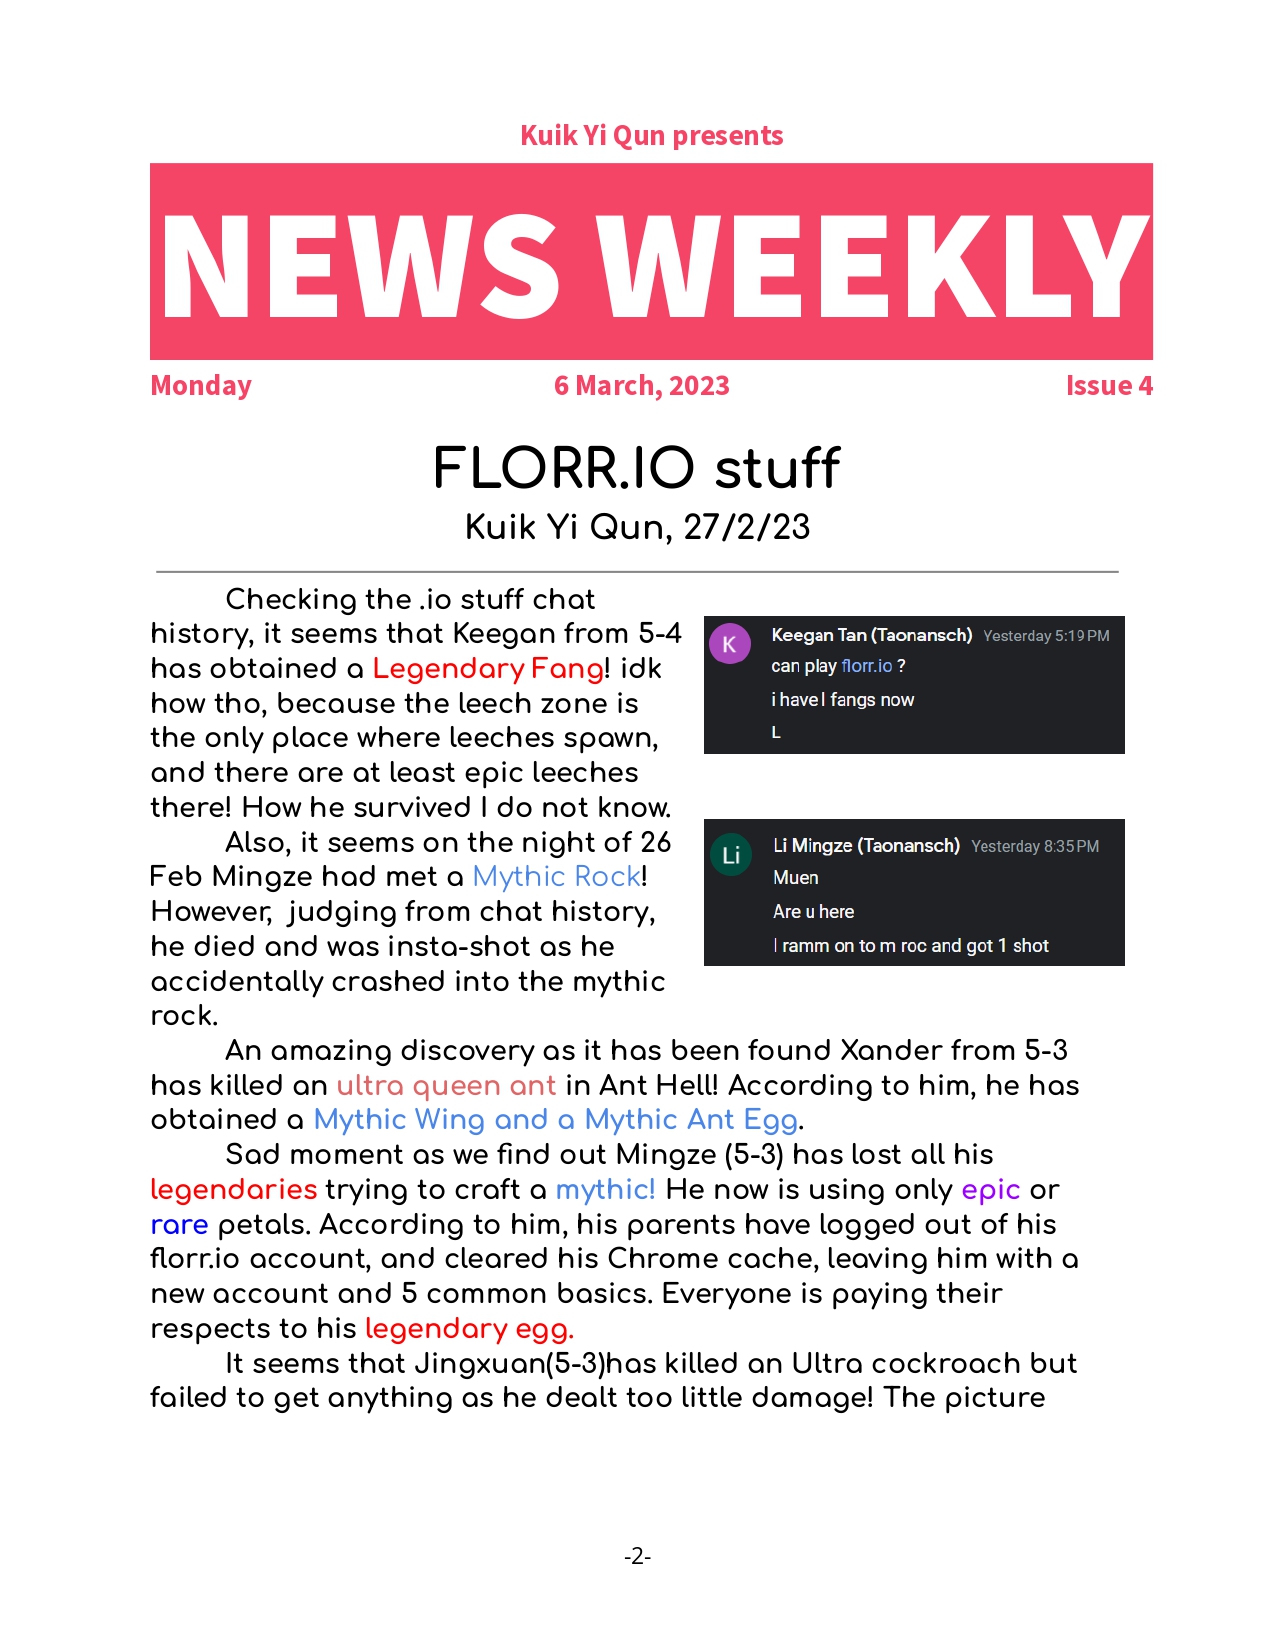 Kuik Yi Qun presents
NEWS WEEKLY
Monday 6 March, 2023 Issue 4
FLORR.IO stuff
Kuik Yi Qun, 27/2/23
Checking the .io stuff chat
history, it seems that Keegan from 5-4
has obtained a Legendary Fang! idk
how tho, because the leech zone is
the only place where leeches spawn,
and there are at least epic leeches
there! How he survived I do not know.
Keegan Tan (Taonansch) Yesterday 5:19 PM
K
can play florr.io ?
i have l fangs now
L
Also, it seems on the night of 26
Feb Mingze had met a Mythic Rock!
However, judging from chat history,
he died and was insta-shot as he
accidentally crashed into the mythic
rock.
Li Mingze (Taonansch) Yesterday 8:35 PM
Li
Muen
Are u here
I ramm on to m roc and got 1 shot
An amazing discovery as it has been found Xander from 5-3
has killed an ultra queen ant in Ant Hell! According to him, he has
obtained a Mythic Wing and a Mythic Ant Egg.
Sad moment as we find out Mingze (5-3) has lost all his
legendaries trying to craft a mythic! He now is using only epic or
rare petals. According to him, his parents have logged out of his
florr.io account, and cleared his Chrome cache, leaving him with a
new account and 5 common basics. Everyone is paying their
respects to his legendary egg.
It seems that Jingxuan(5-3)has killed an Ultra cockroach but
failed to get anything as he dealt too little damage! The picture
-2-